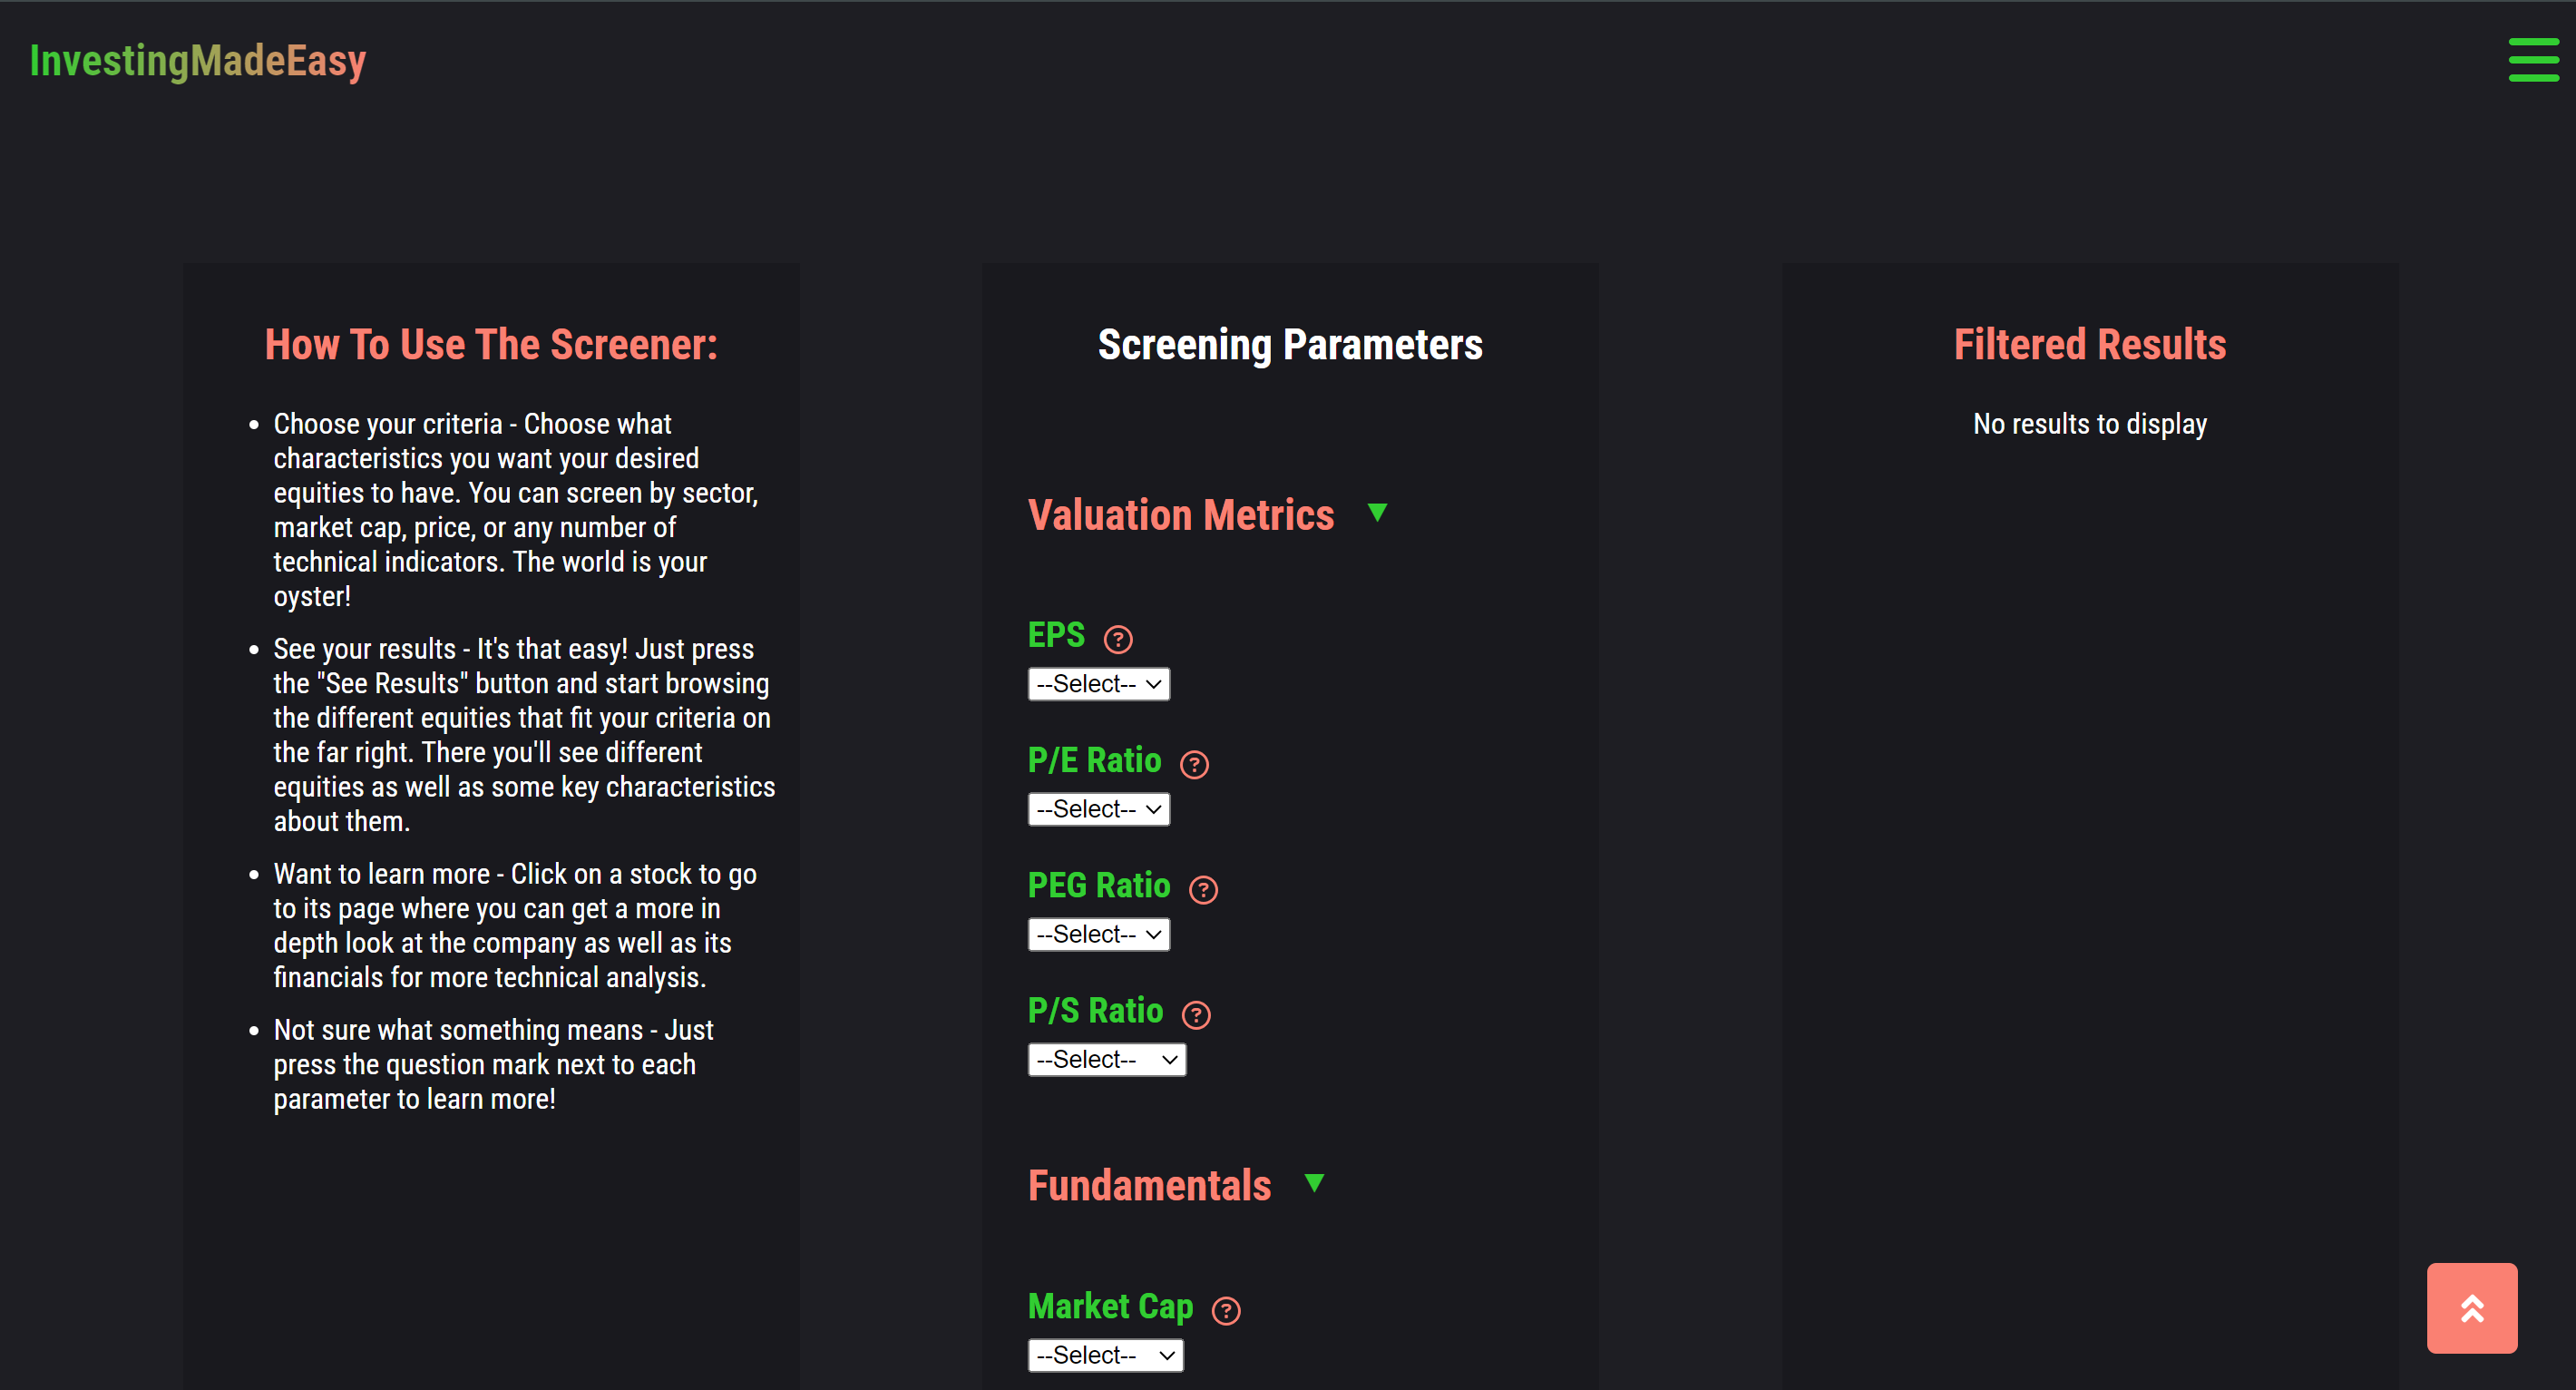 InvestingMadeEasy
How To Use The Screener:
• Choose your criteria - Choose what
characteristics you want your desired
equities to have. You can screen by sector,
market cap, price, or any number of
technical indicators. The world is your
oyster!
• See your results - It's that easy! Just press
the "See Results" button and start browsing
the different equities that fit your criteria on
the far right. There you'll see different
equities as well as some key characteristics
about them.
• Want to learn more - Click on a stock to go
to its page where you can get a more in
depth look at the company as well as its
financials for more technical analysis.
• Not sure what something means - Just
press the question mark next to each
parameter to learn more!
Screening Parameters
Valuation Metrics ▼
EPS ?
--Select--
P/E Ratio ?
--Select--
PEG Ratio ?
--Select--
P/S Ratio ?
--Select--
Fundamentals ▼
Market Cap ?
--Select--
Filtered Results
No results to display